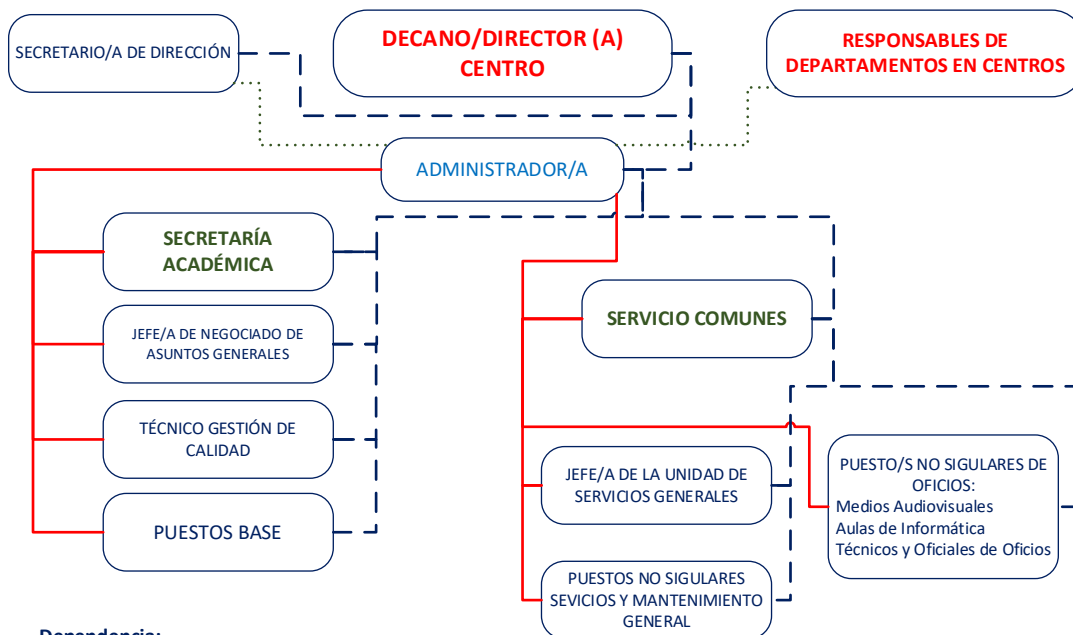 SECRETARIO/A DE DIRECCIÓN
DECANO/DIRECTOR (A)
CENTRO
RESPONSABLES DE
DEPARTAMENTOS EN CENTROS
ADMINISTRADOR/A
SECRETARÍA
ACADÉMICA
SERVICIO COMUNES
JEFE/A DE NEGOCIADO DE
ASUNTOS GENERALES
TÉCNICO GESTIÓN DE
CALIDAD
PUESTOS BASE
JEFE/A DE LA UNIDAD DE
SERVICIOS GENERALES
PUESTOS NO SIGULARES
SEVICIOS Y MANTENIMIENTO
GENERAL
PUESTO/S NO SIGULARES DE
OFICIOS:
Medios Audiovisuales
Aulas de Informática
Técnicos y Oficiales de Oficios
Dependencia: